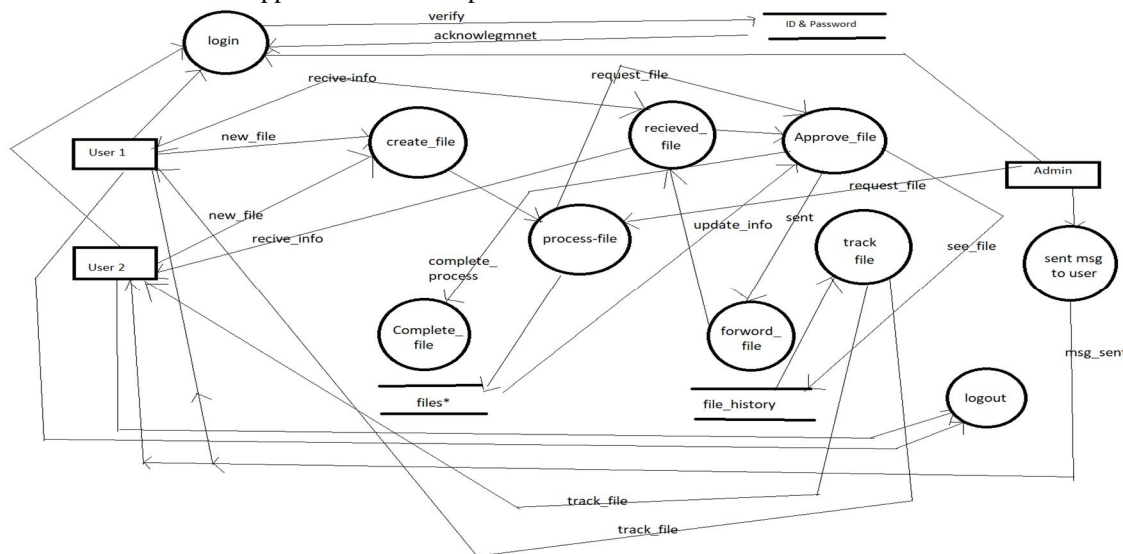 verify
ID & Password
login
acknowlegmnet
recive-info
request_file
recieved_
file
Approve_file
User 1
new_file
create_file
Admin
request_file
new_file
User 2
recive_info
process-file
update_info
sent
track
file
see_file
sent msg
to user
complete_
process
Complete_
file
forword_
file
msg_sent
files*
file_history
logout
track_file
track_file